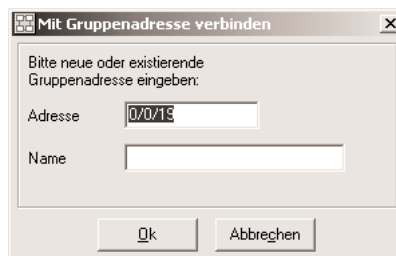 Mit Gruppenadresse verbinden
Bitte neue oder existierende
Gruppenadresse eingeben:
Adresse 0/0/19
Name
Ok Abbrechen